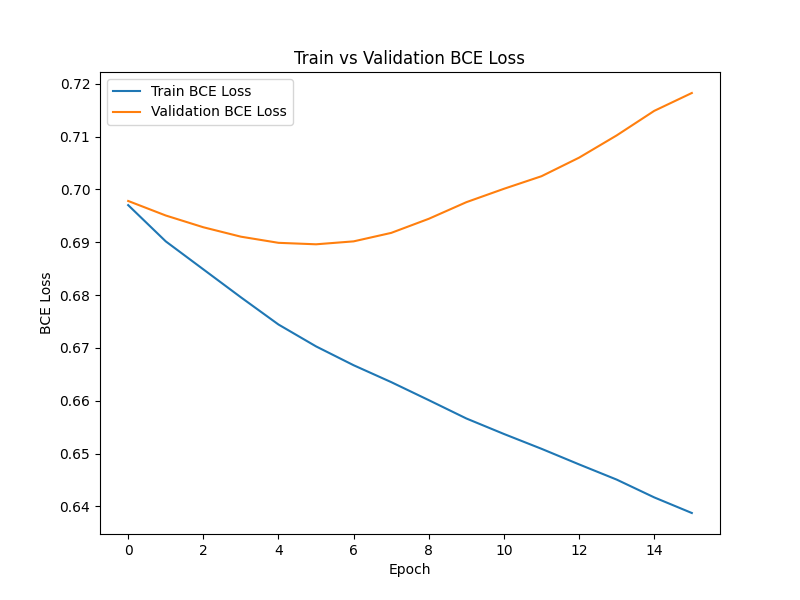 Train vs Validation BCE Loss
Train BCE Loss
Validation BCE Loss
0.72
0.71
0.70
0.69
0.68
0.67
0.66
0.65
0.64
BCE Loss
0 2 4 6 8 10 12 14
Epoch